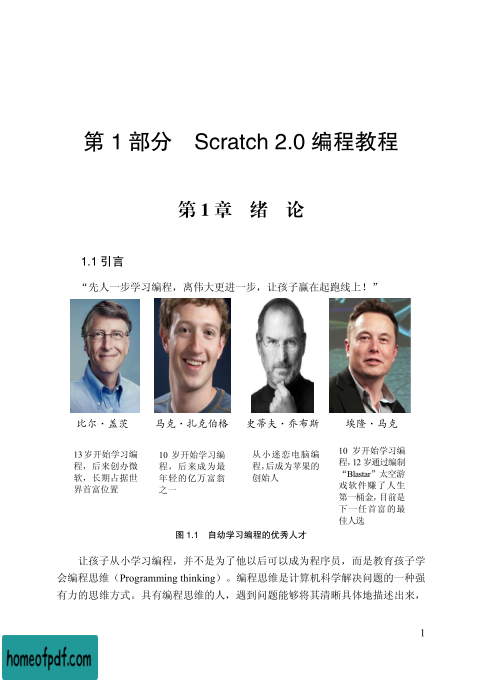 第 1 部分 Scratch 2.0 编程教程
第 1 章 绪 论
1.1 引言
“先人一步学习编程，离伟大更进一步，让孩子赢在起跑线上！”
比尔·盖茨
马克·扎克伯格
史蒂夫·乔布斯
埃隆·马克
13 岁开始学习编
程，后来创办微
软，长期占据世
界首富位置
10 岁开始学习编
程，后来成为最
年轻的亿万富翁
之一
从小迷恋电脑编
程，后成为苹果的
创始人
10 岁开始学习编
程，12 岁通过编制
“Blastar”太空游
戏软件赚了人生
第一桶金，目前是
下一任首富的最
佳人选
图 1.1 自幼学习编程的优秀人才
让孩子从小学习编程，并不是为了他以后可以成为程序员，而是教育孩子学
会编程思维（Programming thinking）。编程思维是计算机科学解决问题的一种强
有力的思维方式。具有编程思维的人，遇到问题能够将其清晰具体地描述出来，
1
homeofpdf.com